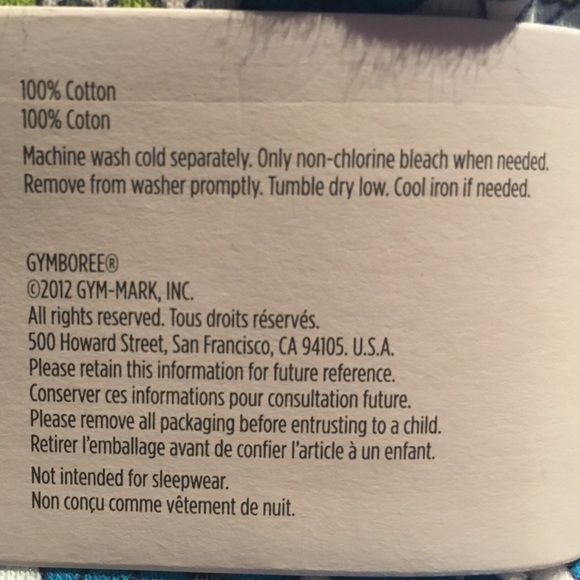 100% Cotton
100% Coton
Machine wash cold separately. Only non-chlorine bleach when needed.
Remove from washer promptly. Tumble dry low. Cool iron if needed.
GYMBOREE®
©2012 GYM-MARK, INC.
All rights reserved. Tous droits réservés.
500 Howard Street, San Francisco, CA 94105. U.S.A.
Please retain this information for future reference.
Conserver ces informations pour consultation future.
Please remove all packaging before entrusting to a child.
Retirer l'emballage avant de confier l'article à un enfant.
Not intended for sleepwear.
Non conçu comme vêtement de nuit.